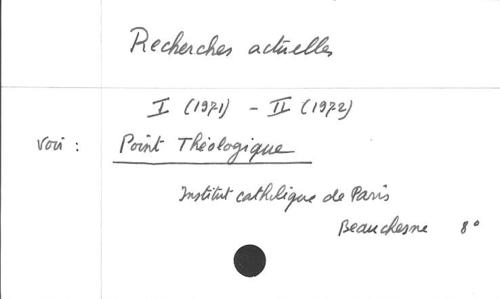 Recherches actuelles
I (1971) - II (1972)
Voir : Point Théologique
Institut catholique de Paris
Beauchesne 8°